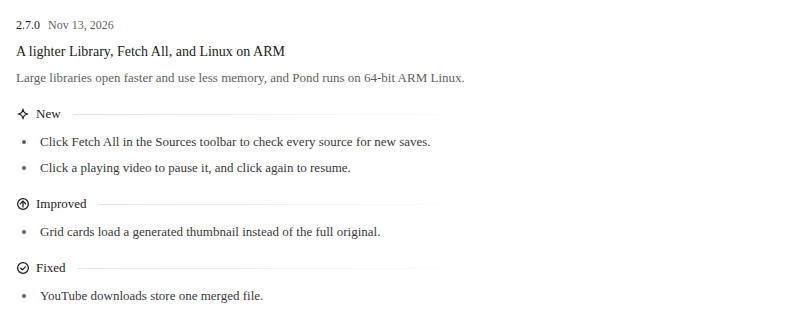 2.7.0 Nov 13, 2026
A lighter Library, Fetch All, and Linux on ARM
Large libraries open faster and use less memory, and Pond runs on 64-bit ARM Linux.
New
Click Fetch All in the Sources toolbar to check every source for new saves.
Click a playing video to pause it, and click again to resume.
Improved
Grid cards load a generated thumbnail instead of the full original.
Fixed
YouTube downloads store one merged file.